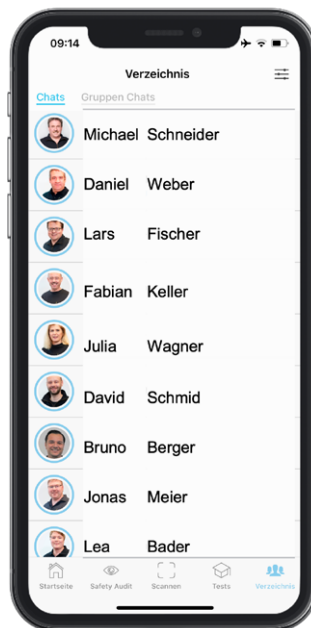 09:14
Verzeichnis
Chats Gruppen Chats
Michael Schneider
Daniel Weber
Lars Fischer
Fabian Keller
Julia Wagner
David Schmid
Bruno Berger
Jonas Meier
Lea Bader
Startseite Safety Audit Scannen Tests Verzeichnis